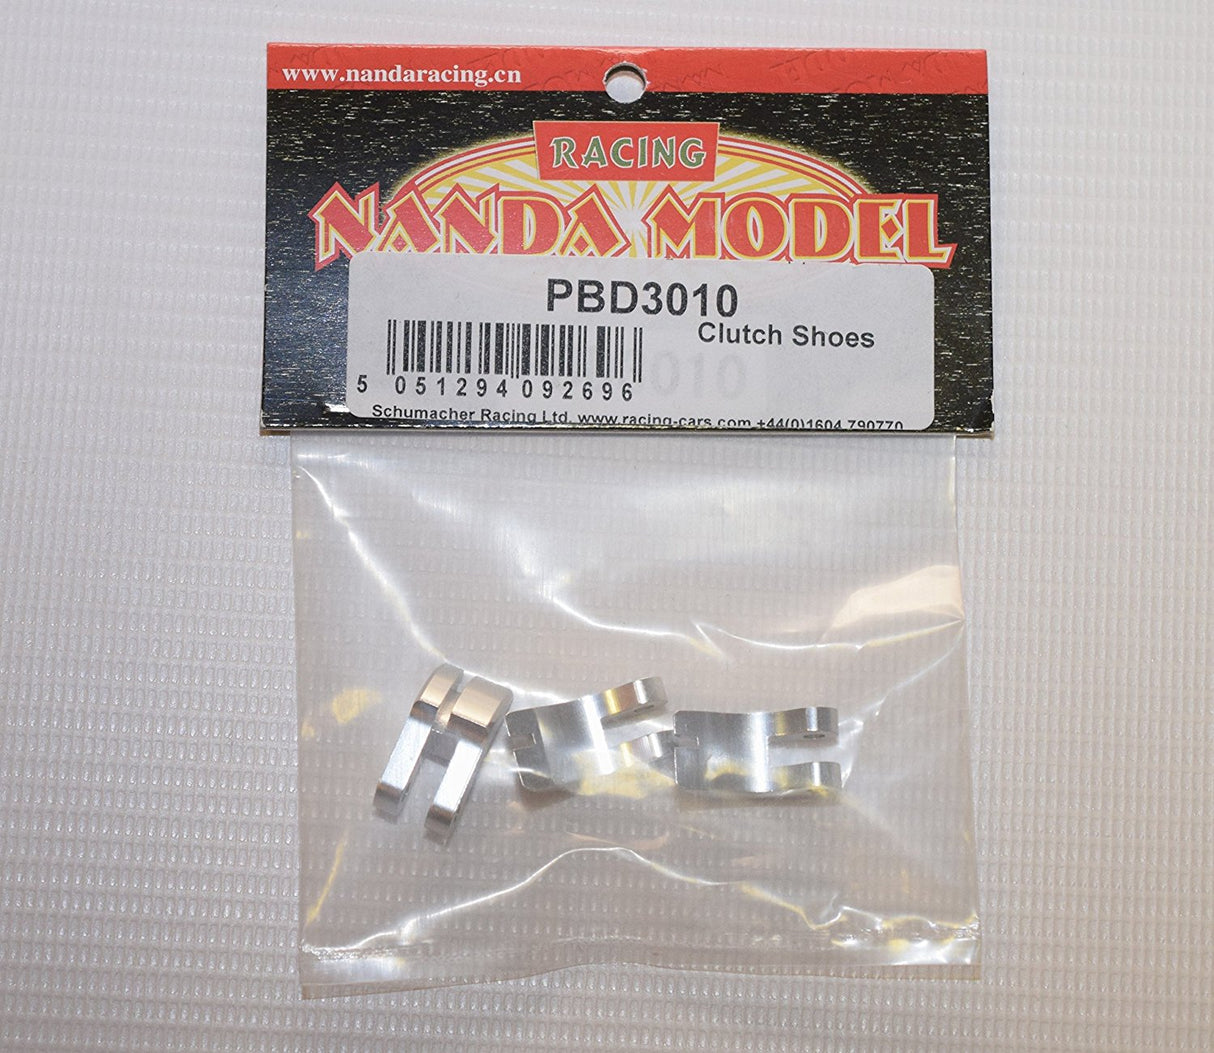 www.nandaracing.cn
RACING
NANDA MODEL
PBD3010
Clutch Shoes
010
5 051294 092696
Schumacher Racing Ltd. www.racing-cars.com +44(0)1604 790770